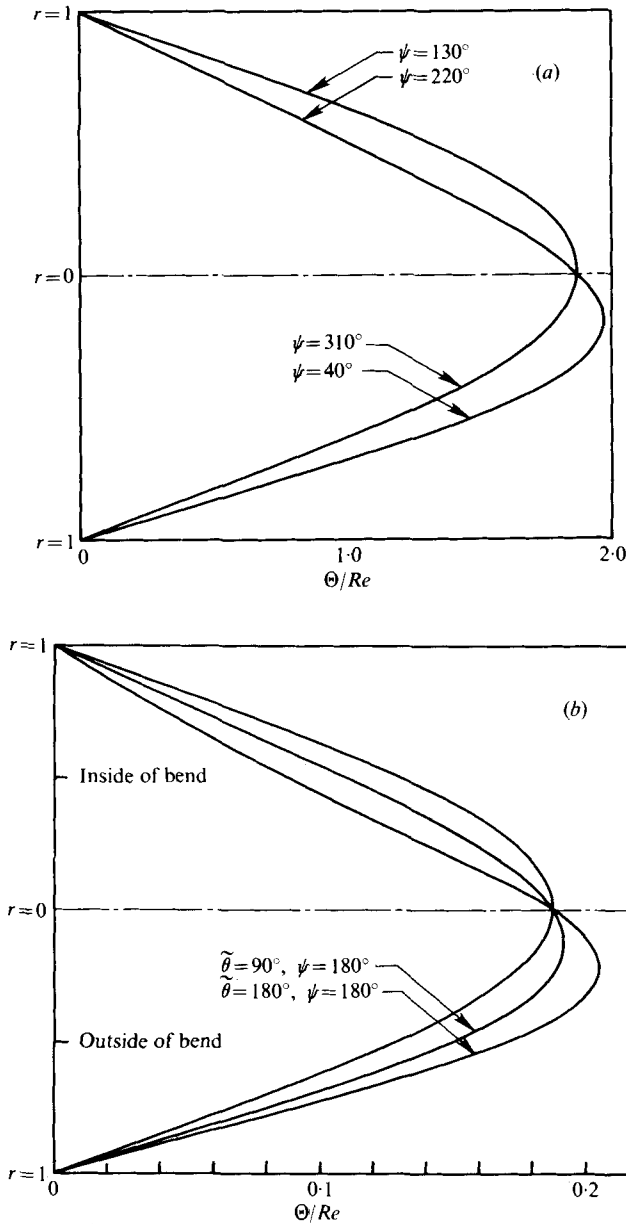 r=1
ψ=130°
ψ=220°
(a)
r=0
ψ=310°
ψ=40°
r=1
0
1·0
2·0
Θ/Re
r=1
(b)
Inside of bend
r=0
θ̃=90°, ψ=180°
θ̃=180°, ψ=180°
Outside of bend
r=1
0
0·1
0·2
Θ/Re